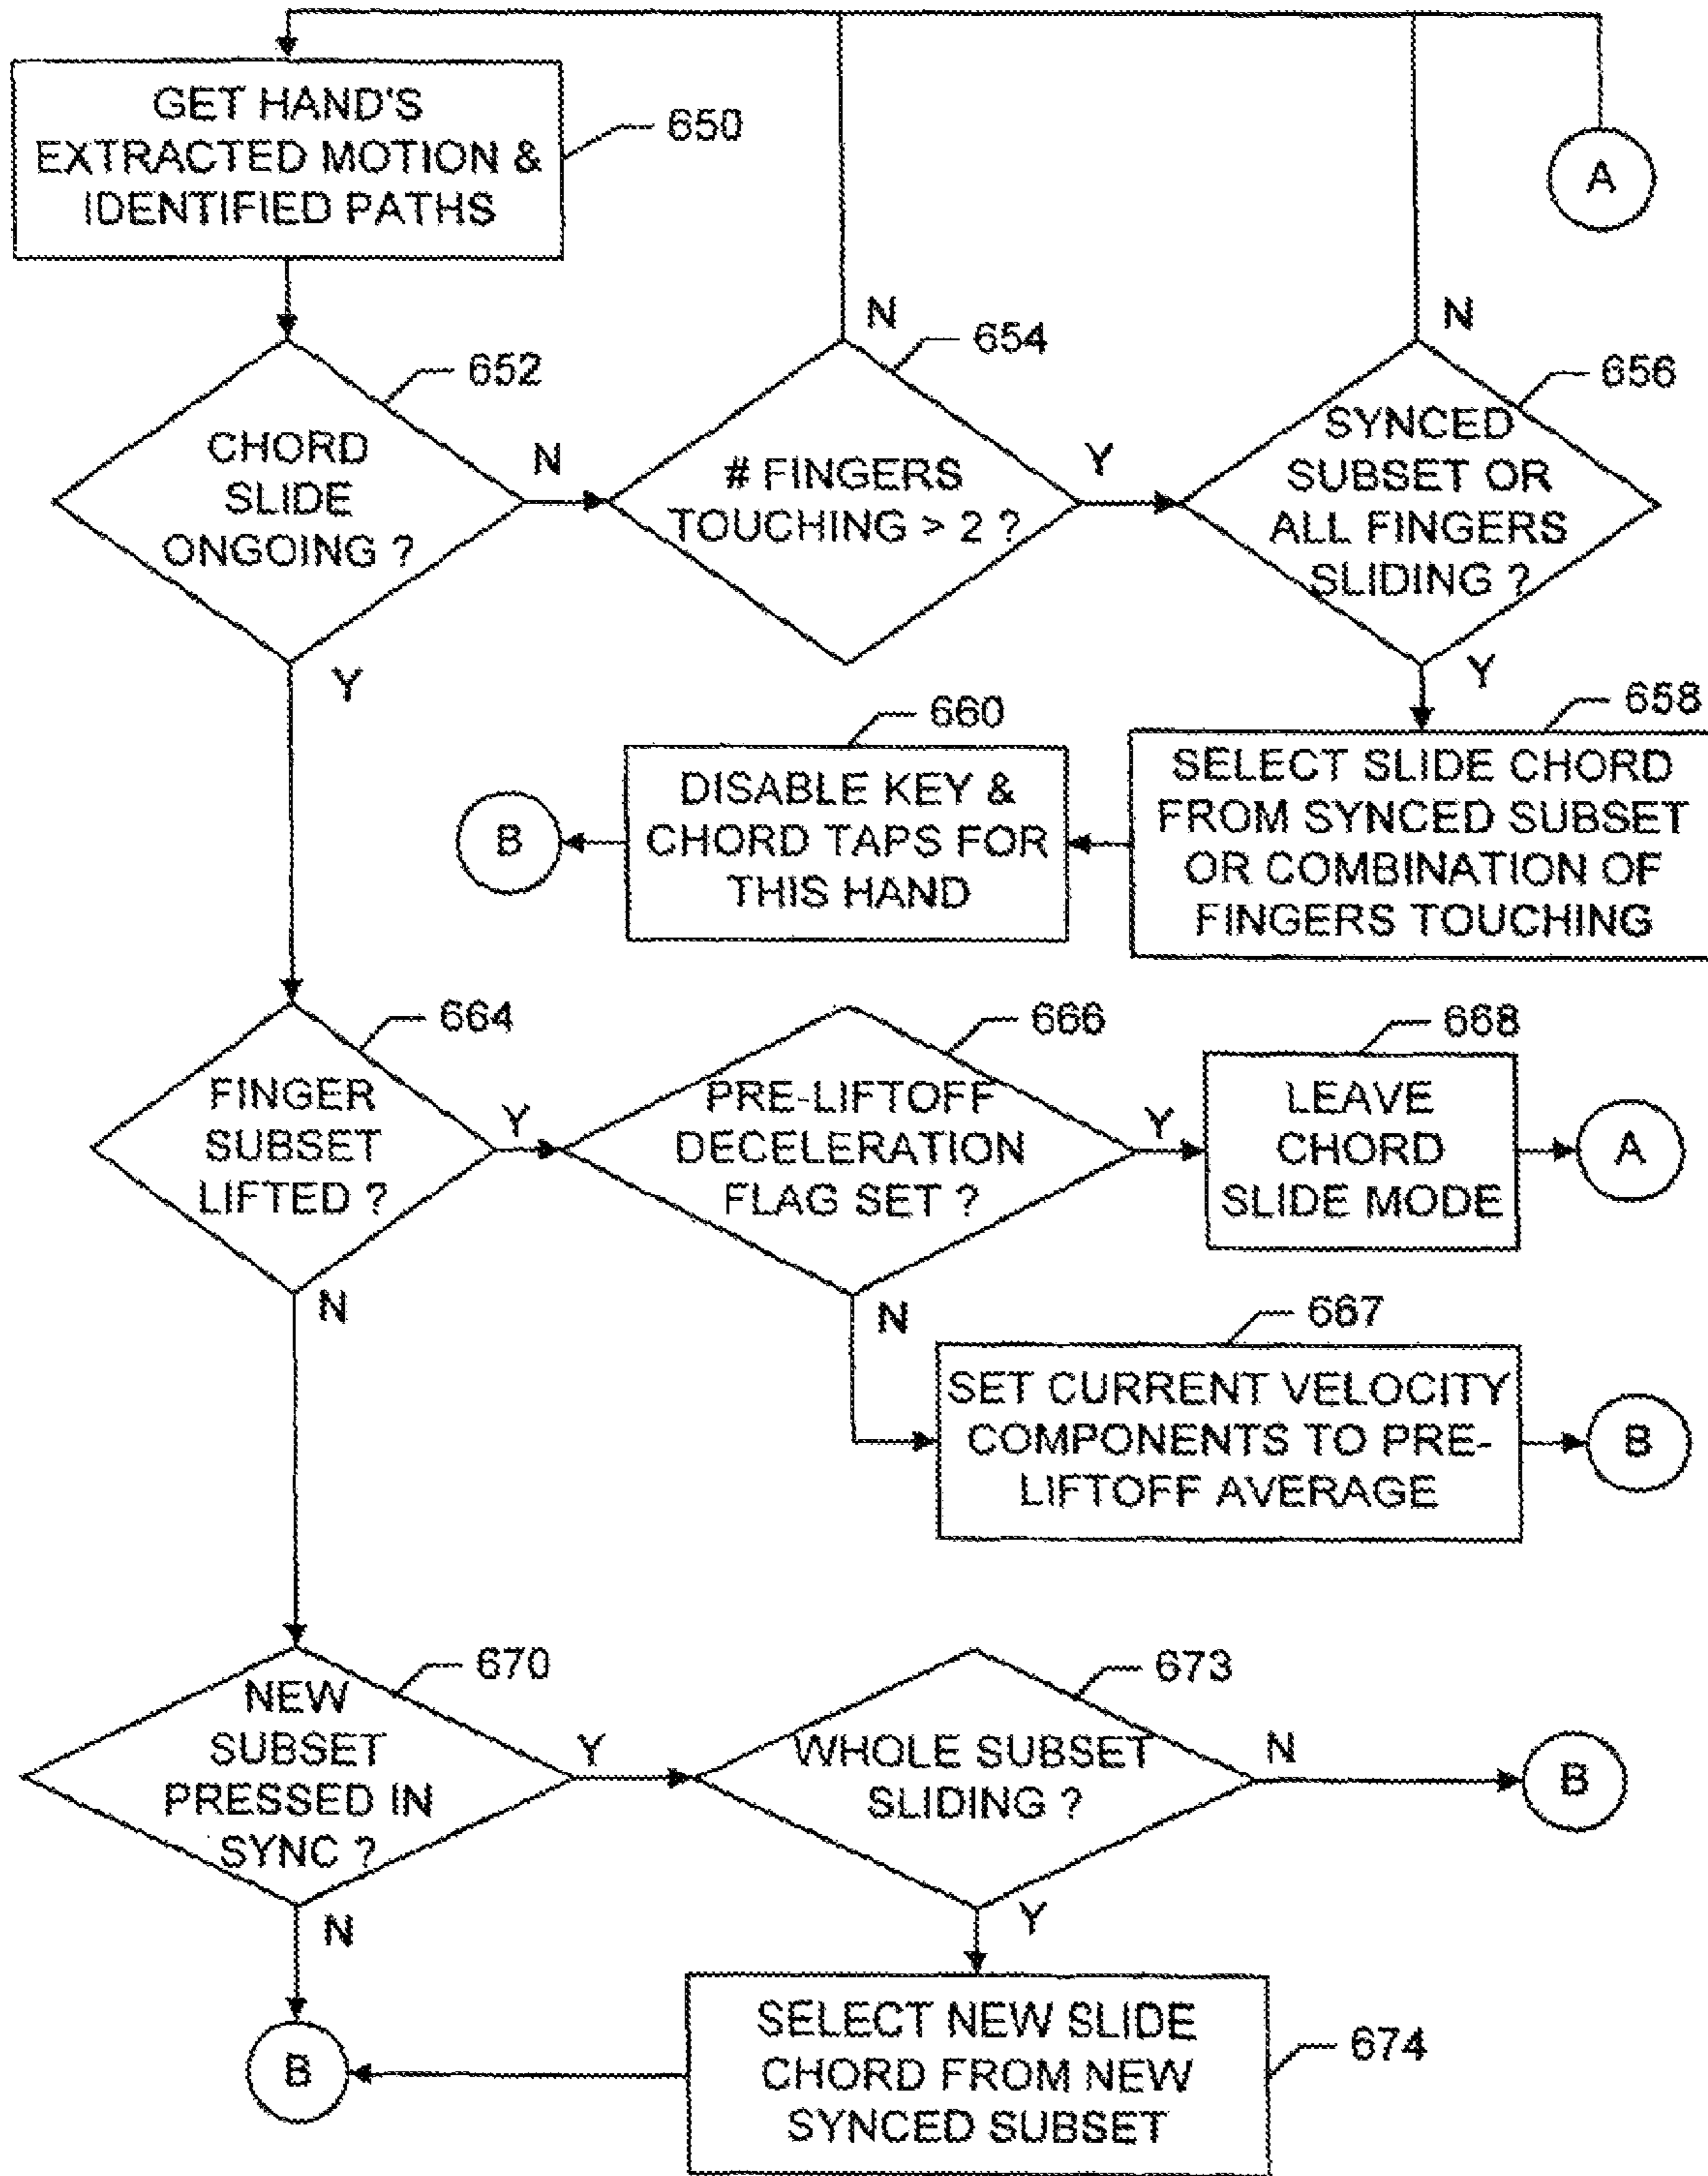 GET HAND'S
EXTRACTED MOTION &
IDENTIFIED PATHS
650
A
CHORD
SLIDE
ONGOING ?
652
N
Y
# FINGERS
TOUCHING > 2 ?
654
N
Y
SYNCED
SUBSET OR
ALL FINGERS
SLIDING ?
656
N
Y
SELECT SLIDE CHORD
FROM SYNCED SUBSET
OR COMBINATION OF
FINGERS TOUCHING
658
DISABLE KEY &
CHORD TAPS FOR
THIS HAND
660
B
FINGER
SUBSET
LIFTED ?
664
Y
N
PRE-LIFTOFF
DECELERATION
FLAG SET ?
666
Y
N
LEAVE
CHORD
SLIDE MODE
668
A
SET CURRENT VELOCITY
COMPONENTS TO PRE-
LIFTOFF AVERAGE
667
B
NEW
SUBSET
PRESSED IN
SYNC ?
670
Y
N
WHOLE SUBSET
SLIDING ?
673
N
Y
B
B
SELECT NEW SLIDE
CHORD FROM NEW
SYNCED SUBSET
674